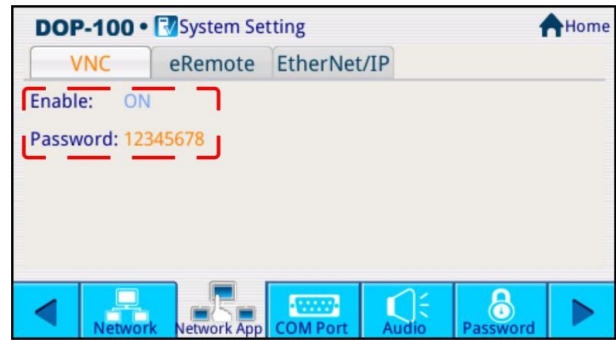 DOP-100 • System Setting Home
VNC eRemote EtherNet/IP
Enable: ON
Password: 12345678
Network Network App COM Port Audio Password